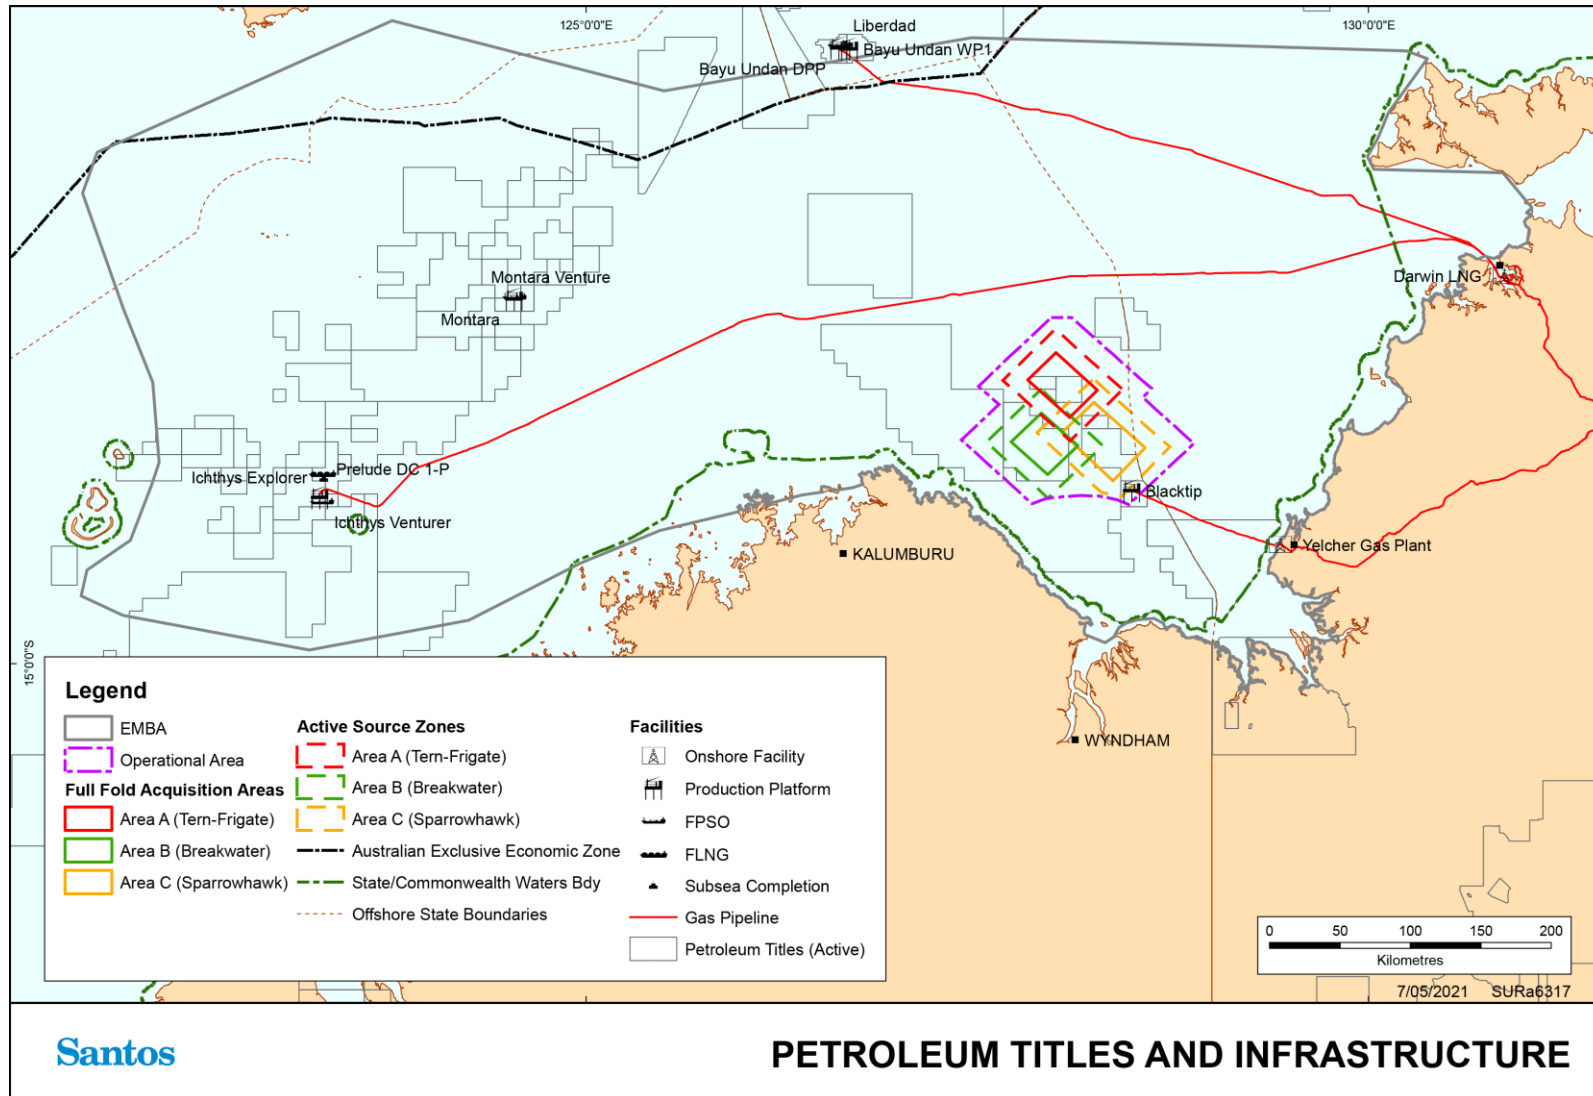 125°0'0"E
130°0'0"E
Liberdad
Bayu Undan WP1
Bayu Undan DPP
Montara Venture
Montara
Darwin LNG
Prelude DC 1-P
Ichthys Explorer
Ichthys Venturer
Blacktip
KALUMBURU
Yelcher Gas Plant
15°0'0"S
WYNDHAM
Legend
EMBA
Operational Area
Full Fold Acquisition Areas
Area A (Tern-Frigate)
Area B (Breakwater)
Area C (Sparrowhawk)
Active Source Zones
Area A (Tern-Frigate)
Area B (Breakwater)
Area C (Sparrowhawk)
Australian Exclusive Economic Zone
State/Commonwealth Waters Bdy
Offshore State Boundaries
Facilities
Onshore Facility
Production Platform
FPSO
FLNG
Subsea Completion
Gas Pipeline
Petroleum Titles (Active)
0 50 100 150 200
Kilometres
7/05/2021 SURa6317
Santos
PETROLEUM TITLES AND INFRASTRUCTURE